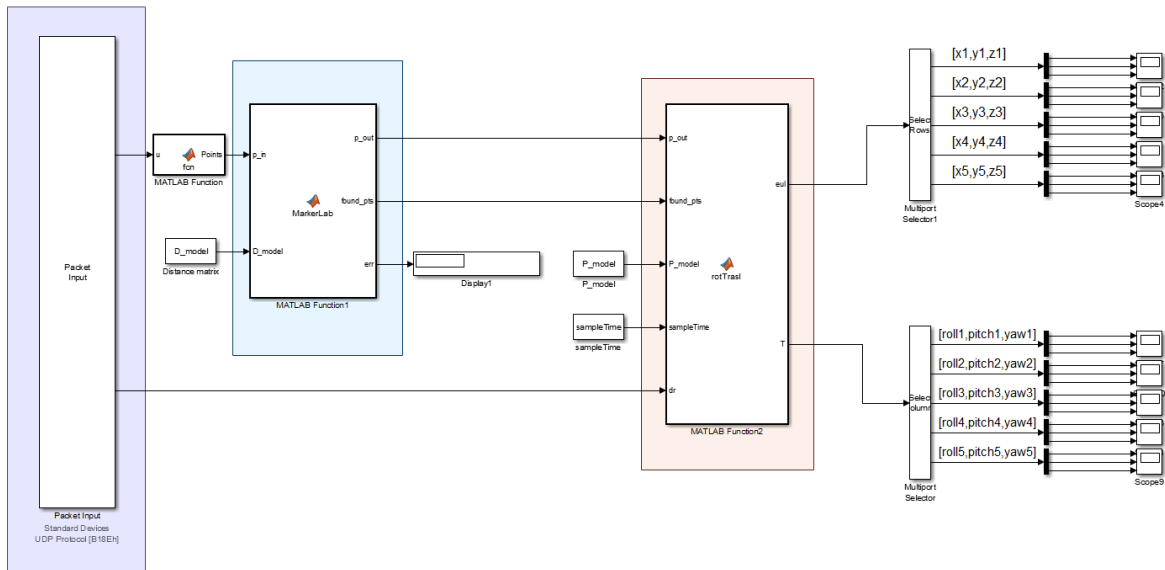 Packet
Input
Packet Input
Standard Devices
UDP Protocol [B18Eh]
u
Points
fcn
MATLAB Function
D_model
Distance matrix
p_in
D_model
MarkerLab
p_out
found_pts
err
MATLAB Function1
Display1
P_model
P_model
sampleTime
sampleTime
p_out
found_pts
P_model
sampleTime
dr
rotTrasl
eul
T
MATLAB Function2
Select
Rows
Multiport
Selector1
[x1,y1,z1]
[x2,y2,z2]
[x3,y3,z3]
[x4,y4,z4]
[x5,y5,z5]
Scope4
Multiport
Selector
[roll1,pitch1,yaw1]
[roll2,pitch2,yaw2]
[roll3,pitch3,yaw3]
[roll4,pitch4,yaw4]
[roll5,pitch5,yaw5]
Scope9